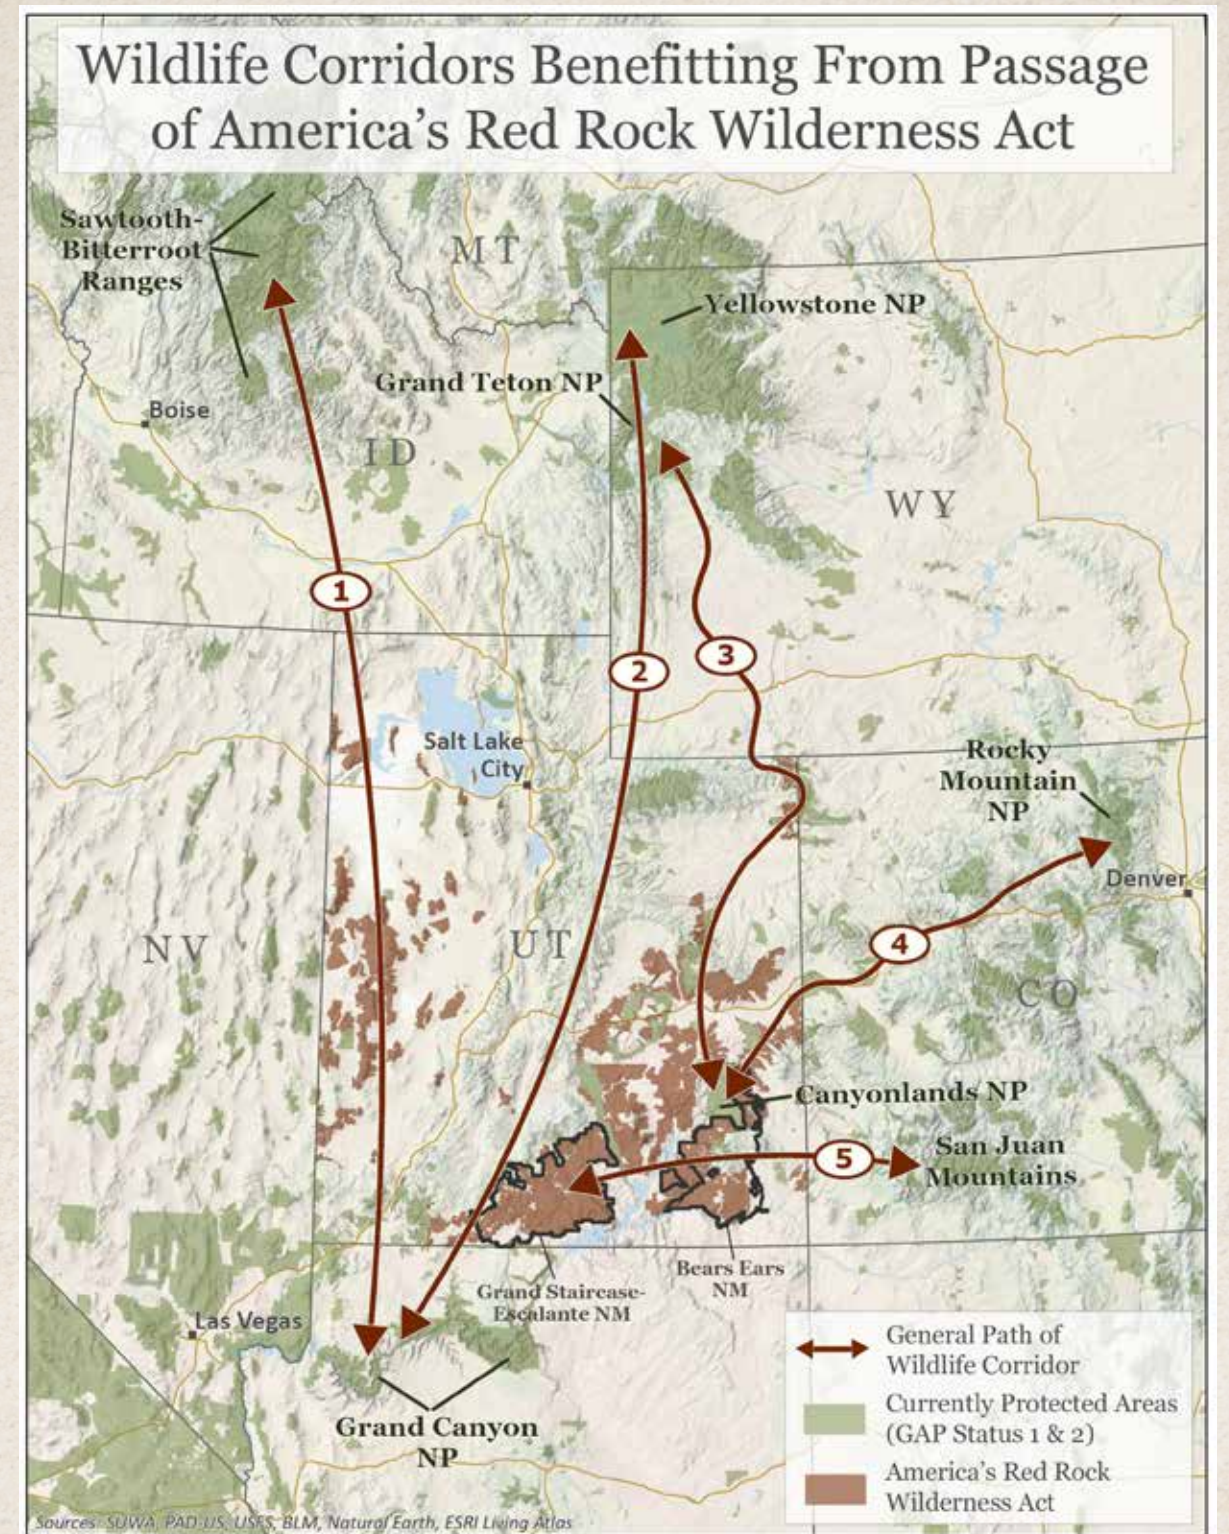 Wildlife Corridors Benefitting From Passage
of America's Red Rock Wilderness Act
Sawtooth-
Bitterroot
Ranges
MT
Yellowstone NP
Grand Teton NP
Boise
ID
WY
1
2
3
Salt Lake
City
Rocky
Mountain
NP
Denver
NV
UT
4
CO
Canyonlands NP
5
San Juan
Mountains
Grand Staircase-
Escalante NM
Bears Ears
NM
Las Vegas
Grand Canyon
NP
General Path of
Wildlife Corridor
Currently Protected Areas
(GAP Status 1 & 2)
America's Red Rock
Wilderness Act
Sources: SUWA, PAD-US, USFS, BLM, Natural Earth, ESRI Living Atlas